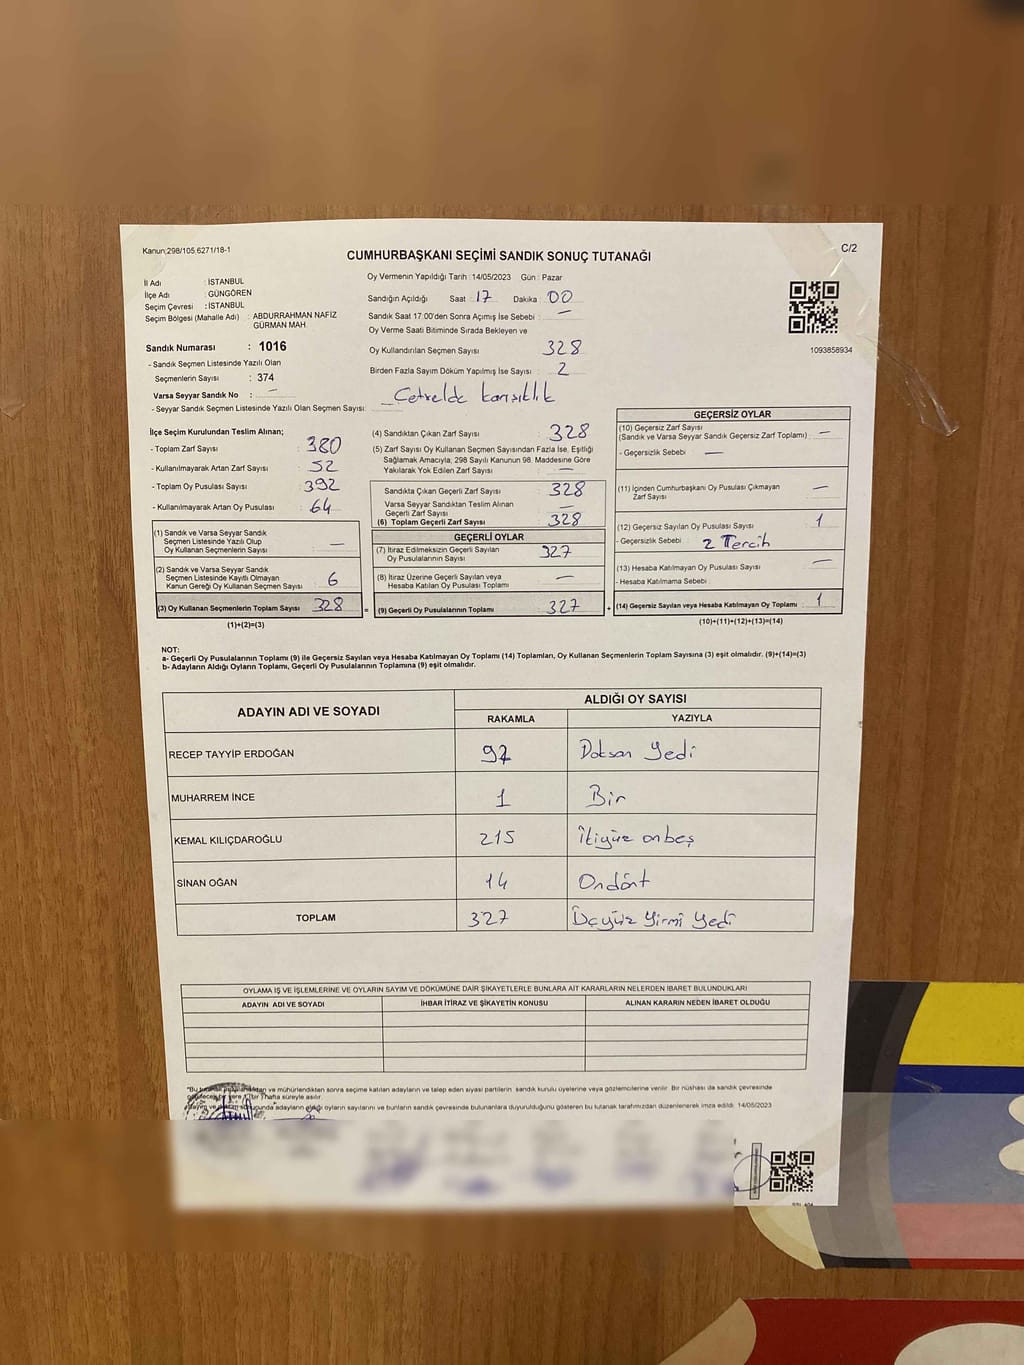 Kanun;298/105,6271/18-1
C/2
CUMHURBAŞKANI SEÇİMİ SANDIK SONUÇ TUTANAĞI
İl Adı : İSTANBUL
İlçe Adı : GÜNGÖREN
Seçim Çevresi : İSTANBUL
Seçim Bölgesi (Mahalle Adı) : ABDURRAHMAN NAFİZ
GÜRMAN MAH
Sandık Numarası : 1016
- Sandık Seçmen Listesinde Yazılı Olan
Seçmenlerin Sayısı : 374
Varsa Seyyar Sandık No : —
- Seyyar Sandık Seçmen Listesinde Yazılı Olan Seçmen Sayısı:
Oy Vermenin Yapıldığı Tarih :14/05/2023 Gün : Pazar
Sandığın Açıldığı Saat 17 Dakika : 00
Sandık Saat 17:00'den Sonra Açımış İse Sebebi : —
Oy Verme Saati Bitiminde Sırada Bekleyen ve
Oy Kullandırılan Seçmen Sayısı 328
Birden Fazla Sayım Döküm Yapılmış İse Sayısı : 2
Cetvelde karışıklık
1093858934
İlçe Seçim Kurulundan Teslim Alınan;
- Toplam Zarf Sayısı : 380
- Kullanılmayarak Artan Zarf Sayısı : 52
- Toplam Oy Pusulası Sayısı : 392
- Kullanılmayarak Artan Oy Pusulası : 64
(1) Sandık ve Varsa Seyyar Sandık
Seçmen Listesinde Yazılı Olup
Oy Kullanan Seçmenlerin Sayısı : —
(2) Sandık ve Varsa Seyyar Sandık
Seçmen Listesinde Kayıtlı Olmayan
Kanun Gereği Oy Kullanan Seçmen Sayısı : 6
(3) Oy Kullanan Seçmenlerin Toplam Sayısı : 328 =
(1)+(2)=(3)
(4) Sandıktan Çıkan Zarf Sayısı : 328
(5) Zarf Sayısı Oy Kullanan Seçmen Sayısından Fazla İse, Eşitliği
Sağlamak Amacıyla, 298 Sayılı Kanunun 98. Maddesine Göre
Yakılarak Yok Edilen Zarf Sayısı : —
Sandıkta Çıkan Geçerli Zarf Sayısı : 328
Varsa Seyyar Sandıktan Teslim Alınan
Geçerli Zarf Sayısı : —
(6) Toplam Geçerli Zarf Sayısı : 328
GEÇERLİ OYLAR
(7) İtiraz Edilmeksizin Geçerli Sayılan
Oy Pusulalarının Sayısı : 327
(8) İtiraz Üzerine Geçerli Sayılan veya
Hesaba Katılan Oy Pusulası Toplamı : —
(9) Geçerli Oy Pusulalarının Toplamı : 327 +
GEÇERSİZ OYLAR
(10) Geçersiz Zarf Sayısı
(Sandık ve Varsa Seyyar Sandık Geçersiz Zarf Toplamı) : —
- Geçersizlik Sebebi : —
(11) İçinden Cumhurbaşkanı Oy Pusulası Çıkmayan
Zarf Sayısı : —
(12) Geçersiz Sayılan Oy Pusulası Sayısı : 1
- Geçersizlik Sebebi : 2 Tercih
(13) Hesaba Katılmayan Oy Pusulası Sayısı : —
- Hesaba Katılmama Sebebi :
(14) Geçersiz Sayılan veya Hesaba Katılmayan Oy Toplamı : 1
(10)+(11)+(12)+(13)=(14)
NOT:
a- Geçerli Oy Pusulalarının Toplamı (9) ile Geçersiz Sayılan veya Hesaba Katılmayan Oy Toplamı (14) Toplamları, Oy Kullanan Seçmenlerin Toplam Sayısına (3) eşit olmalıdır. (9)+(14)=(3)
b- Adayların Aldığı Oyların Toplamı, Geçerli Oy Pusulalarının Toplamına (9) eşit olmalıdır.
ADAYIN ADI VE SOYADI
ALDIĞI OY SAYISI
RAKAMLA YAZIYLA
RECEP TAYYİP ERDOĞAN 97 Doksan Yedi
MUHARREM İNCE 1 Bir
KEMAL KILIÇDAROĞLU 215 İkiyüz onbeş
SİNAN OĞAN 14 Ondört
TOPLAM 327 Üçyüz Yirmi Yedi
OYLAMA İŞ VE İŞLEMLERİNE VE OYLARIN SAYIM VE DÖKÜMÜNE DAİR ŞİKAYETLERLE BUNLARA AİT KARARLARIN NELERDEN İBARET BULUNDUKLARI
ADAYIN ADI VE SOYADI İHBAR İTİRAZ VE ŞİKAYETİN KONUSU ALINAN KARARIN NEDEN İBARET OLDUĞU
ve mühürlendikten sonra seçime katılan adayların ve talep eden siyasi partilerin sandık kurulu üyelerine veya gözlemcilerine verilir. Bir nüshası da sandık çevresinde
hafta süreyle asılır.
adayların aldığı oyların sayılarını ve bunların sandık çevresinde bulunanlara duyurulduğunu gösteren bu tutanak tarafımızdan düzenlenerek imza edildi. 14/05/2023